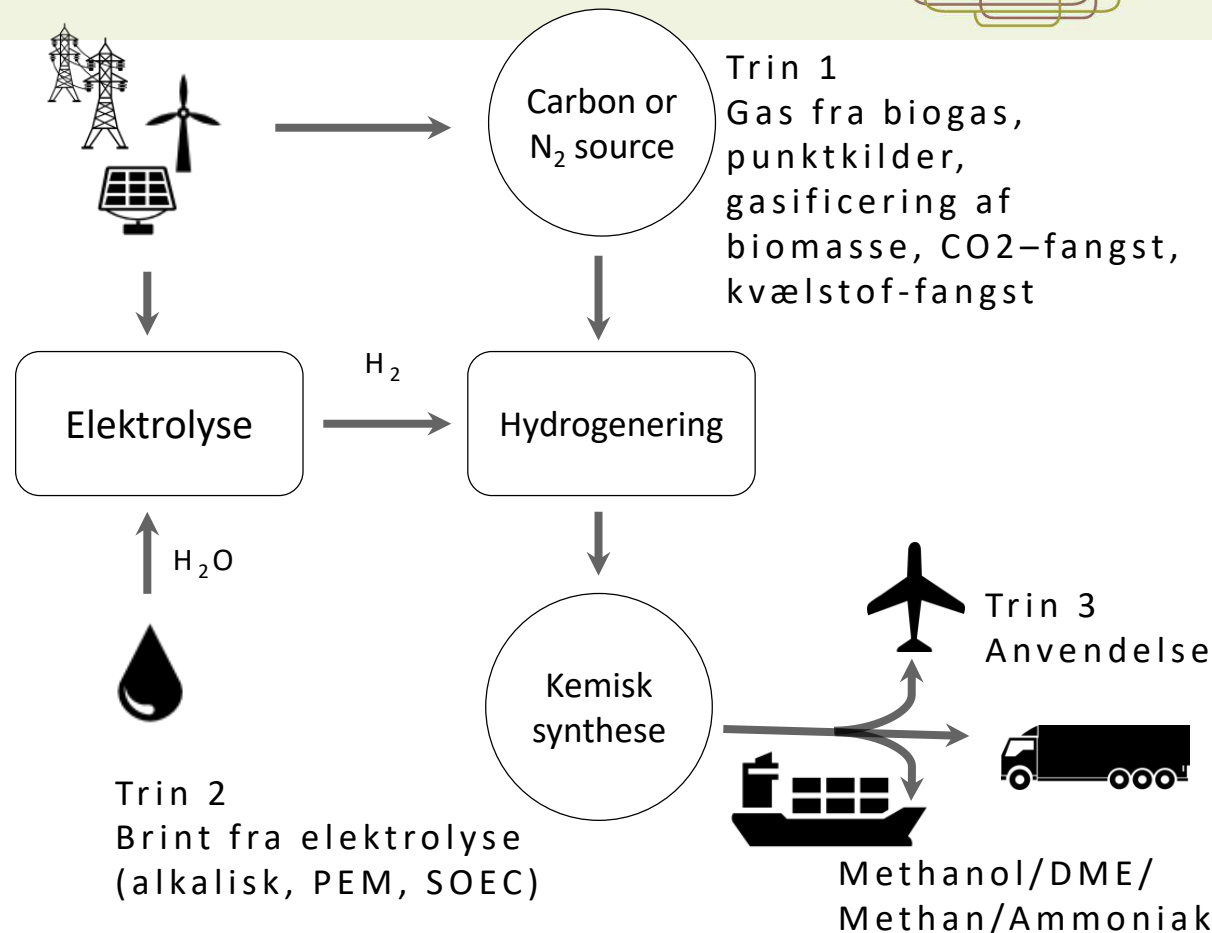 Carbon or
N₂ source
Trin 1
Gas fra biogas,
punktkilder,
gasificering af
biomasse, CO2–fangst,
kvælstof-fangst
Elektrolyse
H₂
Hydrogenering
H₂O
Kemisk
synthese
Trin 3
Anvendelse
Trin 2
Brint fra elektrolyse
(alkalisk, PEM, SOEC)
Methanol/DME/
Methan/Ammoniak